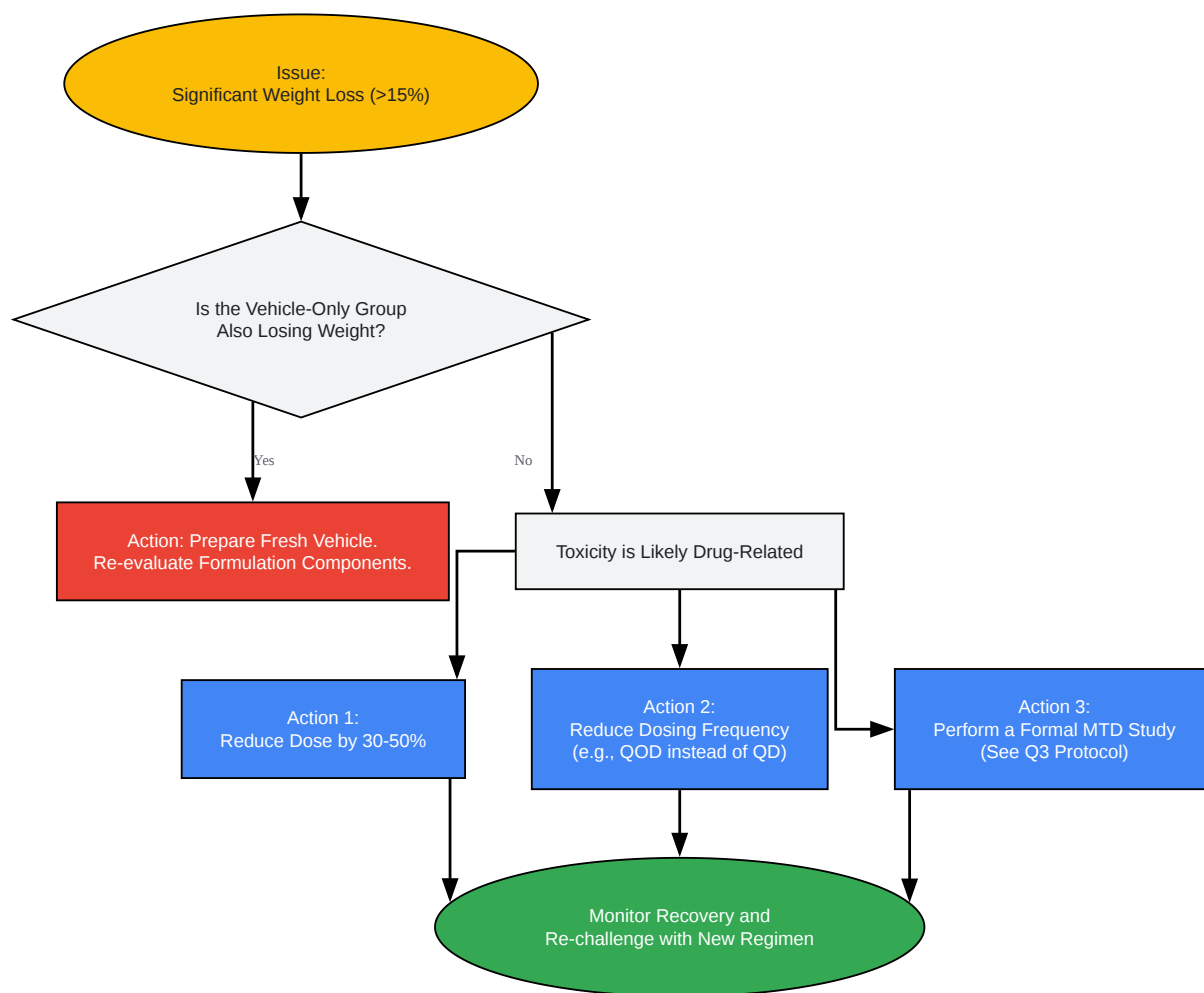 Issue:
Significant Weight Loss (>15%)
Is the Vehicle-Only Group
Also Losing Weight?
Yes
No
Action: Prepare Fresh Vehicle.
Re-evaluate Formulation Components.
Toxicity is Likely Drug-Related
Action 1:
Reduce Dose by 30-50%
Action 2:
Reduce Dosing Frequency
(e.g., QOD instead of QD)
Action 3:
Perform a Formal MTD Study
(See Q3 Protocol)
Monitor Recovery and
Re-challenge with New Regimen